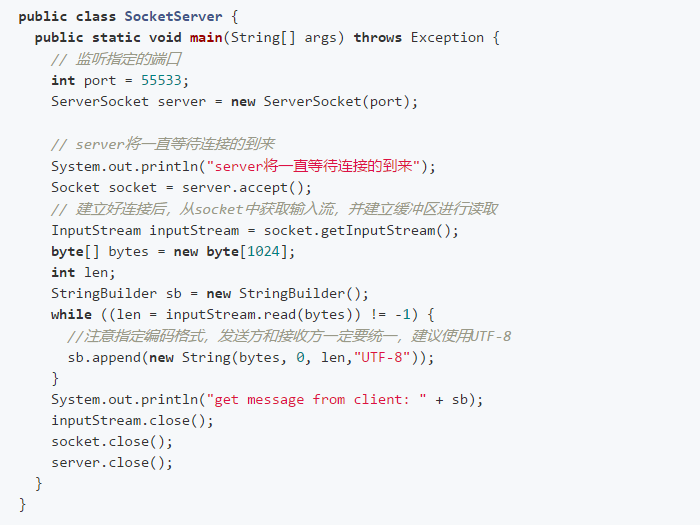 public class SocketServer {
public static void main(String[] args) throws Exception {
// 监听指定的端口
int port = 55533;
ServerSocket server = new ServerSocket(port);
// server将一直等待连接的到来
System.out.println("server将一直等待连接的到来");
Socket socket = server.accept();
// 建立好连接后，从socket中获取输入流，并建立缓冲区进行读取
InputStream inputStream = socket.getInputStream();
byte[] bytes = new byte[1024];
int len;
StringBuilder sb = new StringBuilder();
while ((len = inputStream.read(bytes)) != -1) {
//注意指定编码格式，发送方和接收方一定要统一，建议使用UTF-8
sb.append(new String(bytes, 0, len,"UTF-8"));
}
System.out.println("get message from client: " + sb);
inputStream.close();
socket.close();
server.close();
}
}